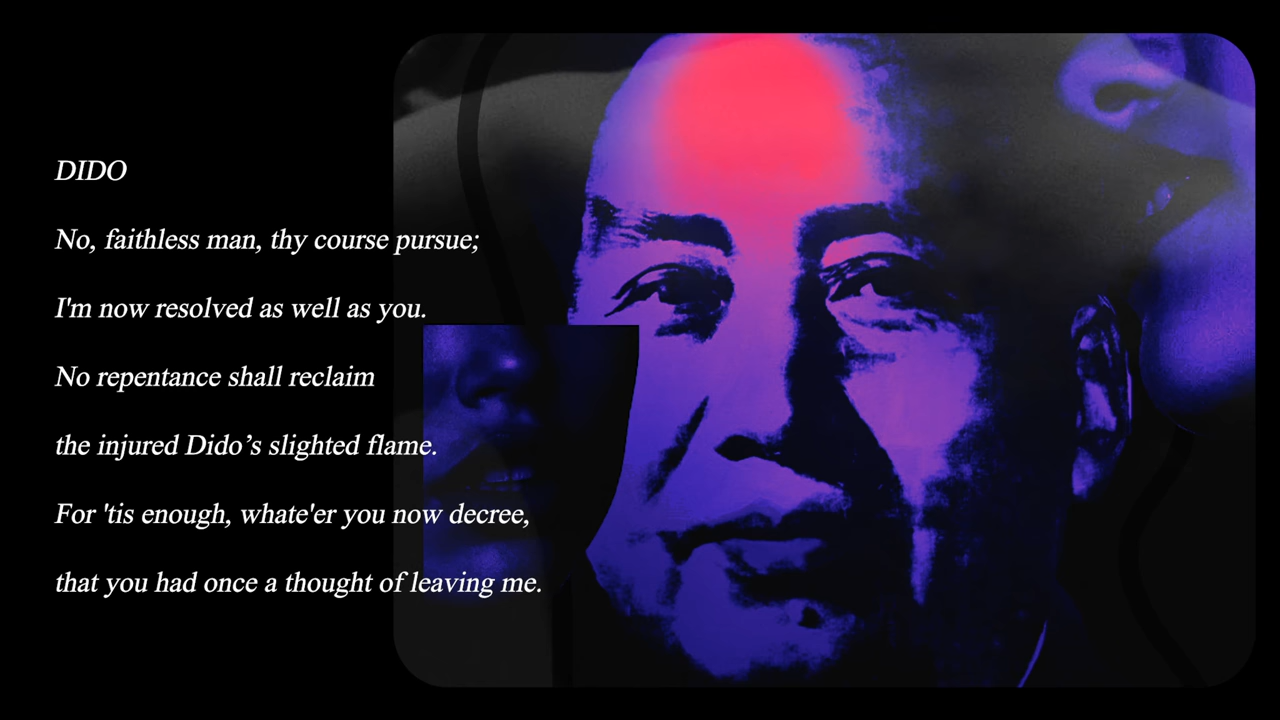 DIDO
No, faithless man, thy course pursue;
I'm now resolved as well as you.
No repentance shall reclaim
the injured Dido’s slighted flame.
For 'tis enough, whate'er you now decree,
that you had once a thought of leaving me.